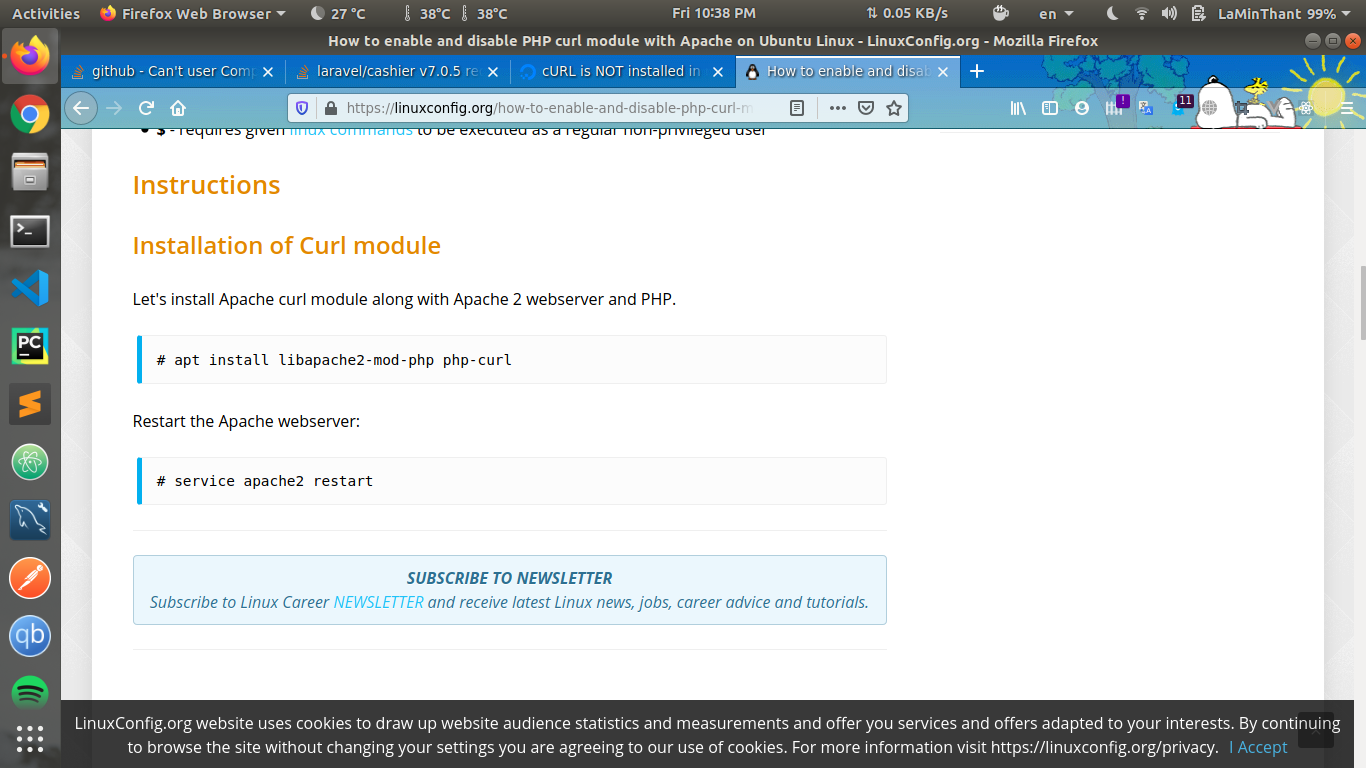 Activities Firefox Web Browser 27 °C 38°C 38°C Fri 10:38 PM 0.05 KB/s en LaMinThant 99%
How to enable and disable PHP curl module with Apache on Ubuntu Linux - LinuxConfig.org - Mozilla Firefox
github - Can't user Comp laravel/cashier v7.0.5 re cURL is NOT installed in How to enable and disab
https://linuxconfig.org/how-to-enable-and-disable-php-curl-m ! 11
$ - requires given linux commands to be executed as a regular non-privileged user
Instructions
Installation of Curl module
Let's install Apache curl module along with Apache 2 webserver and PHP.
# apt install libapache2-mod-php php-curl
Restart the Apache webserver:
# service apache2 restart
SUBSCRIBE TO NEWSLETTER
Subscribe to Linux Career NEWSLETTER and receive latest Linux news, jobs, career advice and tutorials.
PC
qb
LinuxConfig.org website uses cookies to draw up website audience statistics and measurements and offer you services and offers adapted to your interests. By continuing
to browse the site without changing your settings you are agreeing to our use of cookies. For more information visit https://linuxconfig.org/privacy. I Accept